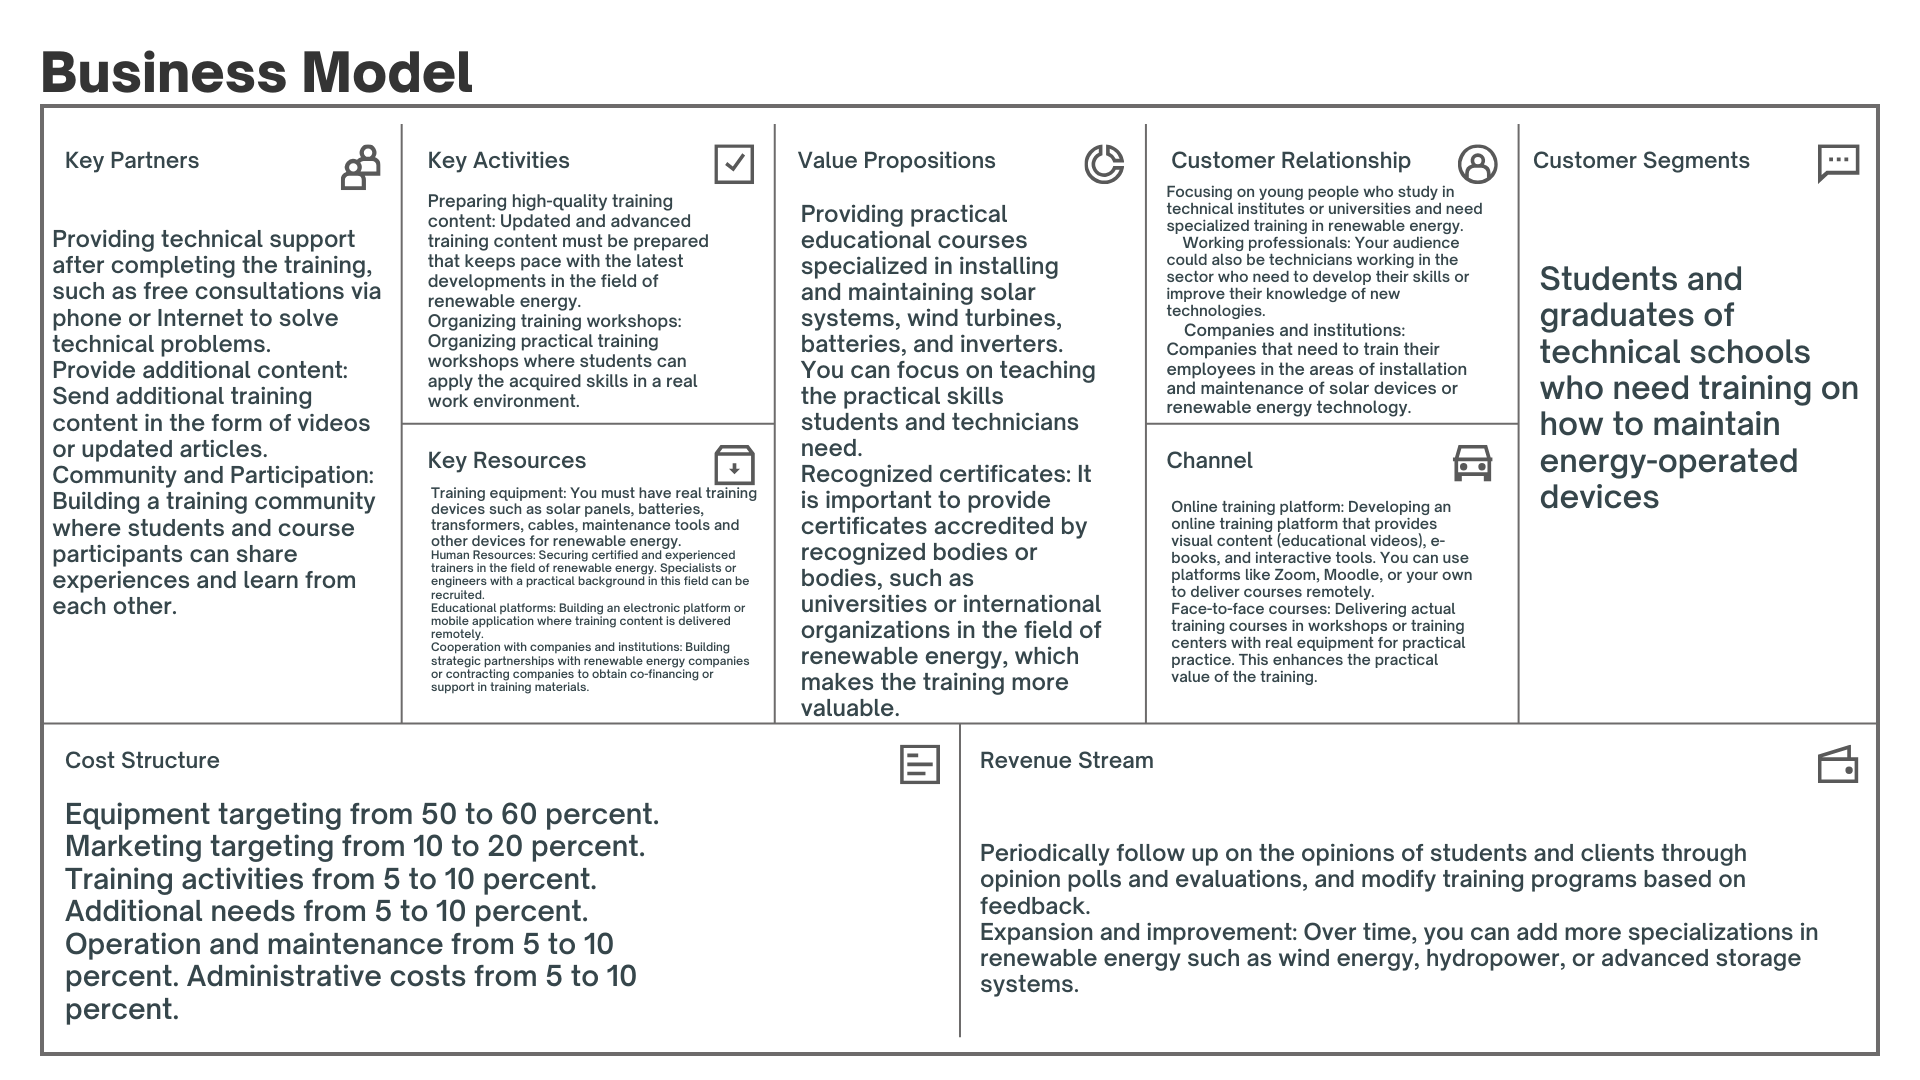 Business Model
Key Partners
Providing technical support
after completing the training,
such as free consultations via
phone or Internet to solve
technical problems.
Provide additional content:
Send additional training
content in the form of videos
or updated articles.
Community and Participation:
Building a training community
where students and course
participants can share
experiences and learn from
each other.
Key Activities
Preparing high-quality training
content: Updated and advanced
training content must be prepared
that keeps pace with the latest
developments in the field of
renewable energy.
Organizing training workshops:
Organizing practical training
workshops where students can
apply the acquired skills in a real
work environment.
Key Resources
Training equipment: You must have real training
devices such as solar panels, batteries,
transformers, cables, maintenance tools and
other devices for renewable energy.
Human Resources: Securing certified and experienced
trainers in the field of renewable energy. Specialists or
engineers with a practical background in this field can be
recruited.
Educational platforms: Building an electronic platform or
mobile application where training content is delivered
remotely.
Cooperation with companies and institutions: Building
strategic partnerships with renewable energy companies
or contracting companies to obtain co-financing or
support in training materials.
Value Propositions
Providing practical
educational courses
specialized in installing
and maintaining solar
systems, wind turbines,
batteries, and inverters.
You can focus on teaching
the practical skills
students and technicians
need.
Recognized certificates: It
is important to provide
certificates accredited by
recognized bodies or
bodies, such as
universities or international
organizations in the field of
renewable energy, which
makes the training more
valuable.
Customer Relationship
Focusing on young people who study in
technical institutes or universities and need
specialized training in renewable energy.
Working professionals: Your audience
could also be technicians working in the
sector who need to develop their skills or
improve their knowledge of new
technologies.
Companies and institutions:
Companies that need to train their
employees in the areas of installation
and maintenance of solar devices or
renewable energy technology.
Channel
Online training platform: Developing an
online training platform that provides
visual content (educational videos), e-
books, and interactive tools. You can use
platforms like Zoom, Moodle, or your own
to deliver courses remotely.
Face-to-face courses: Delivering actual
training courses in workshops or training
centers with real equipment for practical
practice. This enhances the practical
value of the training.
Customer Segments
Students and
graduates of
technical schools
who need training on
how to maintain
energy-operated
devices
Cost Structure
Equipment targeting from 50 to 60 percent.
Marketing targeting from 10 to 20 percent.
Training activities from 5 to 10 percent.
Additional needs from 5 to 10 percent.
Operation and maintenance from 5 to 10
percent. Administrative costs from 5 to 10
percent.
Revenue Stream
Periodically follow up on the opinions of students and clients through
opinion polls and evaluations, and modify training programs based on
feedback.
Expansion and improvement: Over time, you can add more specializations in
renewable energy such as wind energy, hydropower, or advanced storage
systems.